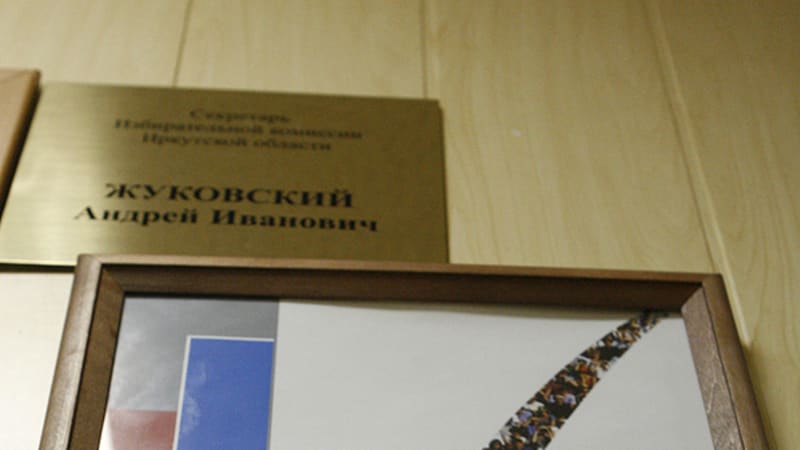 Секретарь
Избирательной комиссии
Иркутской области
ЖУКОВСКИЙ
Андрей Иванович